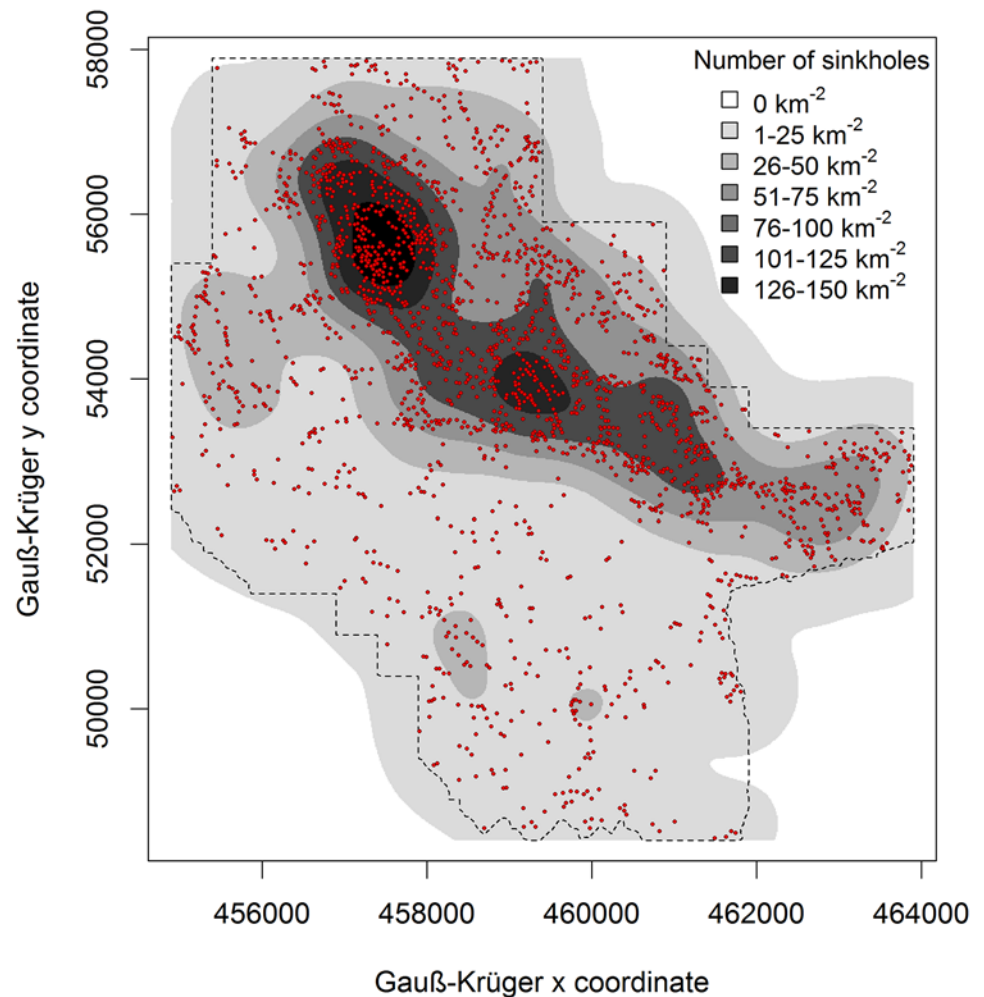 Number of sinkholes
0 km⁻²
1-25 km⁻²
26-50 km⁻²
51-75 km⁻²
76-100 km⁻²
101-125 km⁻²
126-150 km⁻²
58000
56000
54000
52000
50000
Gauß-Krüger y coordinate
456000 458000 460000 462000 464000
Gauß-Krüger x coordinate